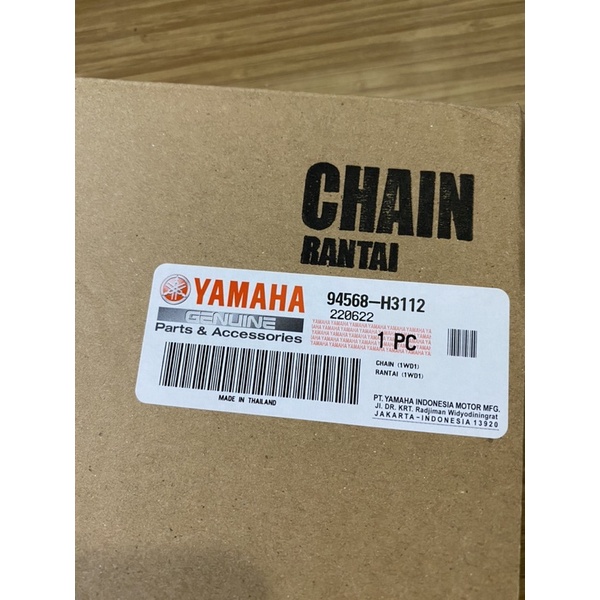 CHAIN
RANTAI
YAMAHA
GENUINE
Parts & Accessories
94568-H3112
220622
1 PC
CHAIN (1WD1)
RANTAI (1WD1)
MADE IN THAILAND
PT. YAMAHA INDONESIA MOTOR MFG.
JL. DR. KRT. Radjiman Widyodiningrat
JAKARTA-INDONESIA 13920